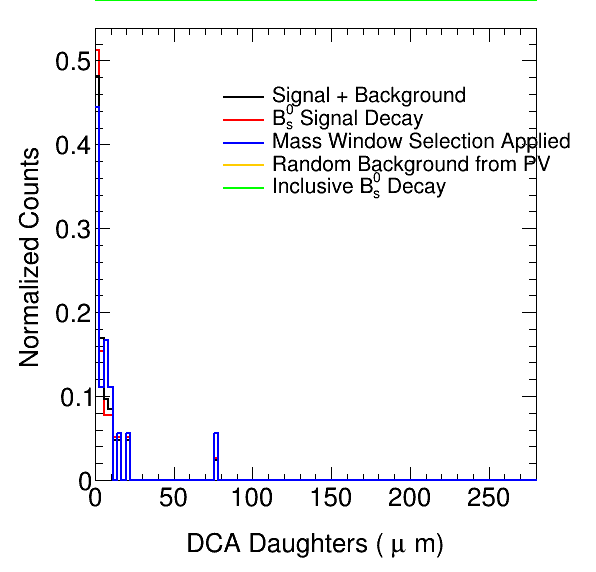 0.5
0.4
0.3
0.2
0.1
0
Normalized Counts
Signal + Background
B⁰ₛ Signal Decay
Mass Window Selection Applied
Random Background from PV
Inclusive B⁰ₛ Decay
0 50 100 150 200 250
DCA Daughters ( μ m)